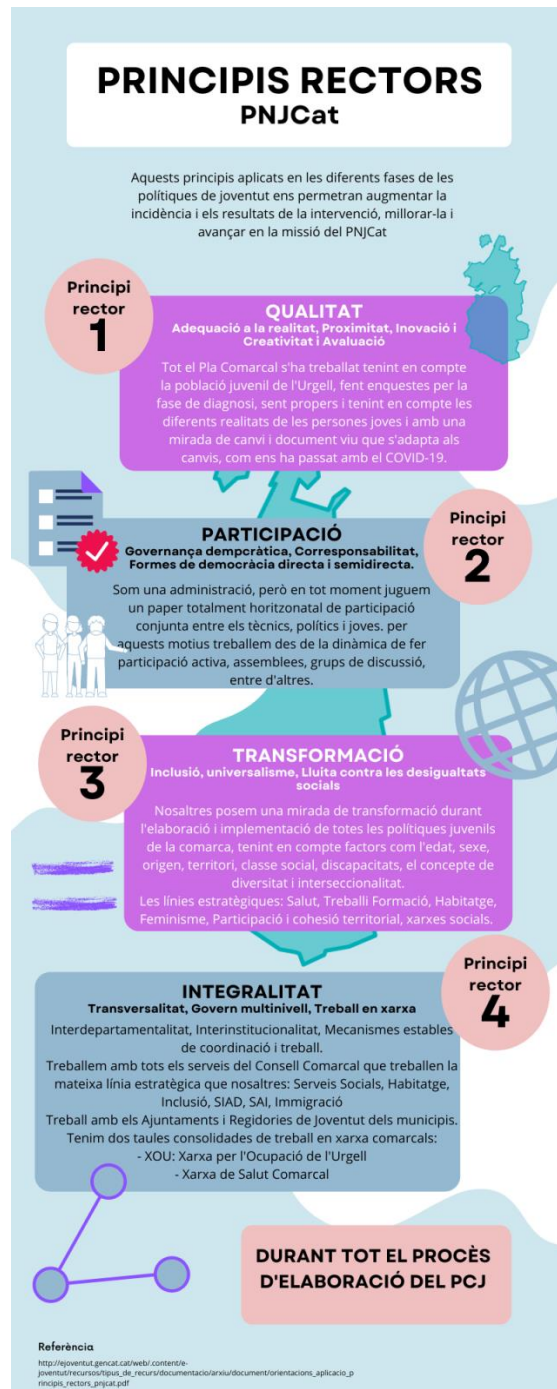 PRINCIPIS RECTORS
PNJCat
Aquests principis aplicats en les diferents fases de les
polítiques de joventut ens permetran augmentar la
incidència i els resultats de la intervenció, millorar-la i
avançar en la missió del PNJCat
Principi
rector
1
QUALITAT
Adequació a la realitat, Proximitat, Inovació i
Creativitat i Avaluació
Tot el Pla Comarcal s'ha treballat tenint en compte
la població juvenil de l'Urgell, fent enquestes per la
fase de diagnosi, sent propers i tenint en compte les
diferents realitats de les persones joves i amb una
mirada de canvi i document viu que s'adapta als
canvis, com ens ha passat amb el COVID-19.
Pincipi
rector
2
PARTICIPACIÓ
Governança dempcràtica, Corresponsabilitat,
Formes de democràcia directa i semidirecta.
Som una administració, però en tot moment juguem
un paper totalment horitzonatal de participació
conjunta entre els tècnics, polítics i joves. per
aquests motius treballem des de la dinàmica de fer
participació activa, assemblees, grups de discussió,
entre d'altres.
Principi
rector
3
TRANSFORMACIÓ
Inclusió, universalisme, Lluita contra les desigualtats
socials
Nosaltres posem una mirada de transformació durant
l'elaboració i implementació de totes les polítiques juvenils
de la comarca, tenint en compte factors com l'edat, sexe,
origen, territori, classe social, discapacitats, el concepte de
diversitat i interseccionalitat.
Les línies estratègiques: Salut, Treballi Formació, Habitatge,
Feminisme, Participació i cohesió territorial, xarxes socials.
Principi
rector
4
INTEGRALITAT
Transversalitat, Govern multinivell, Treball en xarxa
Interdepartamentalitat, Interinstitucionalitat, Mecanismes estables
de coordinació i treball.
Treballem amb tots els serveis del Consell Comarcal que treballen la
mateixa línia estratègica que nosaltres: Serveis Socials, Habitatge,
Inclusió, SIAD, SAI, Immigració
Treball amb els Ajuntaments i Regidories de Joventut dels municipis.
Tenim dos taules consolidades de treball en xarxa comarcals:
- XOU: Xarxa per l'Ocupació de l'Urgell
- Xarxa de Salut Comarcal
DURANT TOT EL PROCÈS
D'ELABORACIÓ DEL PCJ
Referència
http://ejoventut.gencat.cat/web/.content/e-
joventut/recursos/tipus_de_recurs/documentacio/arxiu/document/orientacions_aplicacio_p
rincipis_rectors_pnjcat.pdf